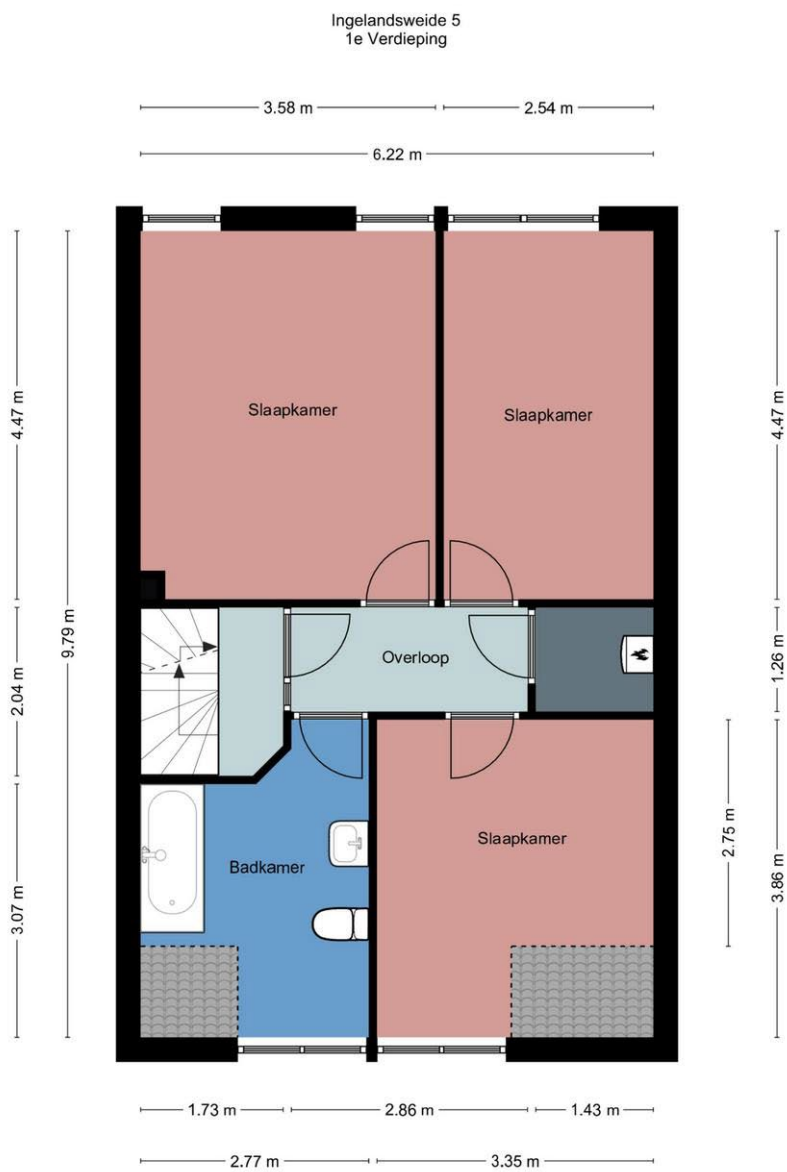 Ingelandsweide 5
1e Verdieping
3.58 m
2.54 m
6.22 m
4.47 m
9.79 m
4.47 m
Slaapkamer
Slaapkamer
2.04 m
Overloop
1.26 m
3.07 m
Badkamer
Slaapkamer
2.75 m
3.86 m
1.73 m
2.86 m
1.43 m
2.77 m
3.35 m